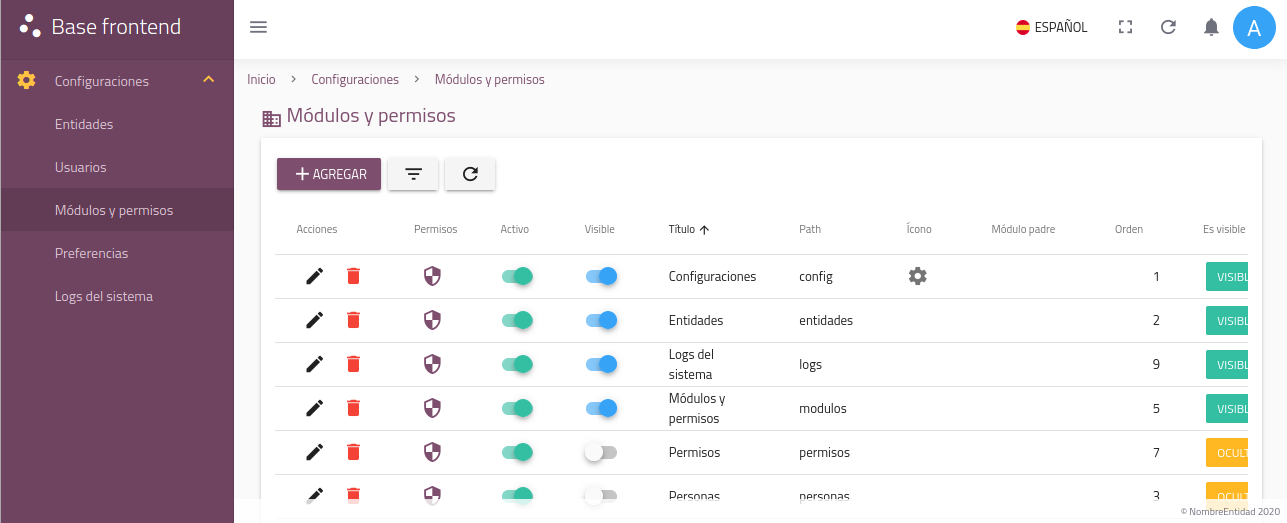 Base frontend
ESPAÑOL
A
Configuraciones
Entidades
Usuarios
Módulos y permisos
Preferencias
Logs del sistema
Inicio > Configuraciones > Módulos y permisos
Módulos y permisos
+ AGREGAR
Acciones Permisos Activo Visible Título ↑ Path Ícono Módulo padre Orden Es visible
Configuraciones config 1 VISIBL
Entidades entidades 2 VISIBL
Logs del
sistema
logs 9 VISIBL
Módulos y
permisos
modulos 5 VISIBL
Permisos permisos 7 OCULT
Personas personas 3 OCULT
© NombreEntidad 2020